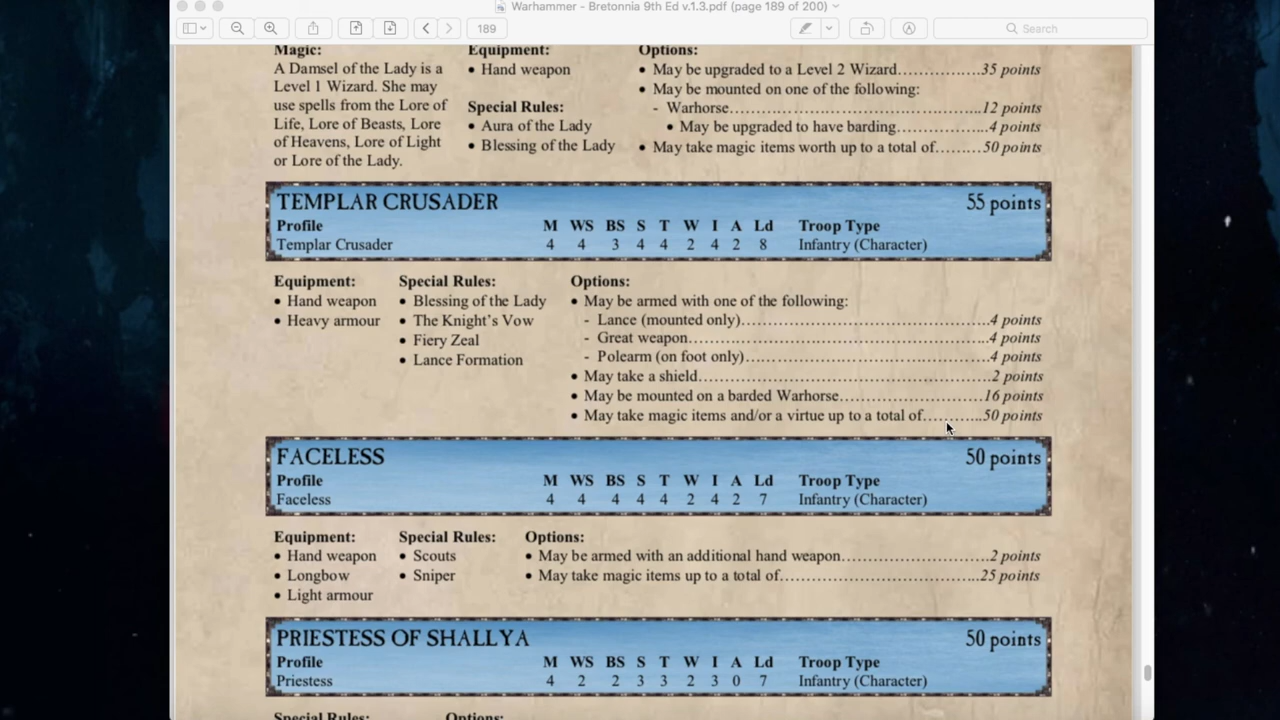 Warhammer - Bretonnia 9th Ed v.1.3.pdf (page 189 of 200)
189
Search
Magic:
A Damsel of the Lady is a
Level 1 Wizard. She may
use spells from the Lore of
Life, Lore of Beasts, Lore
of Heavens, Lore of Light
or Lore of the Lady.
Equipment:
• Hand weapon
Special Rules:
• Aura of the Lady
• Blessing of the Lady
Options:
• May be upgraded to a Level 2 Wizard……………35 points
• May be mounted on one of the following:
- Warhorse……………………………………..12 points
• May be upgraded to have barding…………..4 points
• May take magic items worth up to a total of………50 points
TEMPLAR CRUSADER 55 points
Profile M WS BS S T W I A Ld Troop Type
Templar Crusader 4 4 3 4 4 2 4 2 8 Infantry (Character)
Equipment:
• Hand weapon
• Heavy armour
Special Rules:
• Blessing of the Lady
• The Knight's Vow
• Fiery Zeal
• Lance Formation
Options:
• May be armed with one of the following:
- Lance (mounted only)……………………………………..4 points
- Great weapon………………………………………………..4 points
- Polearm (on foot only)……………………………………..4 points
• May take a shield……………………………………………..2 points
• May be mounted on a barded Warhorse……………………..16 points
• May take magic items and/or a virtue up to a total of………..50 points
FACELESS 50 points
Profile M WS BS S T W I A Ld Troop Type
Faceless 4 4 4 4 4 2 4 2 7 Infantry (Character)
Equipment:
• Hand weapon
• Longbow
• Light armour
Special Rules:
• Scouts
• Sniper
Options:
• May be armed with an additional hand weapon……………………..2 points
• May take magic items up to a total of……………………………..25 points
PRIESTESS OF SHALLYA 50 points
Profile M WS BS S T W I A Ld Troop Type
Priestess 4 2 2 3 3 2 3 0 7 Infantry (Character)
Special Rules: Options: